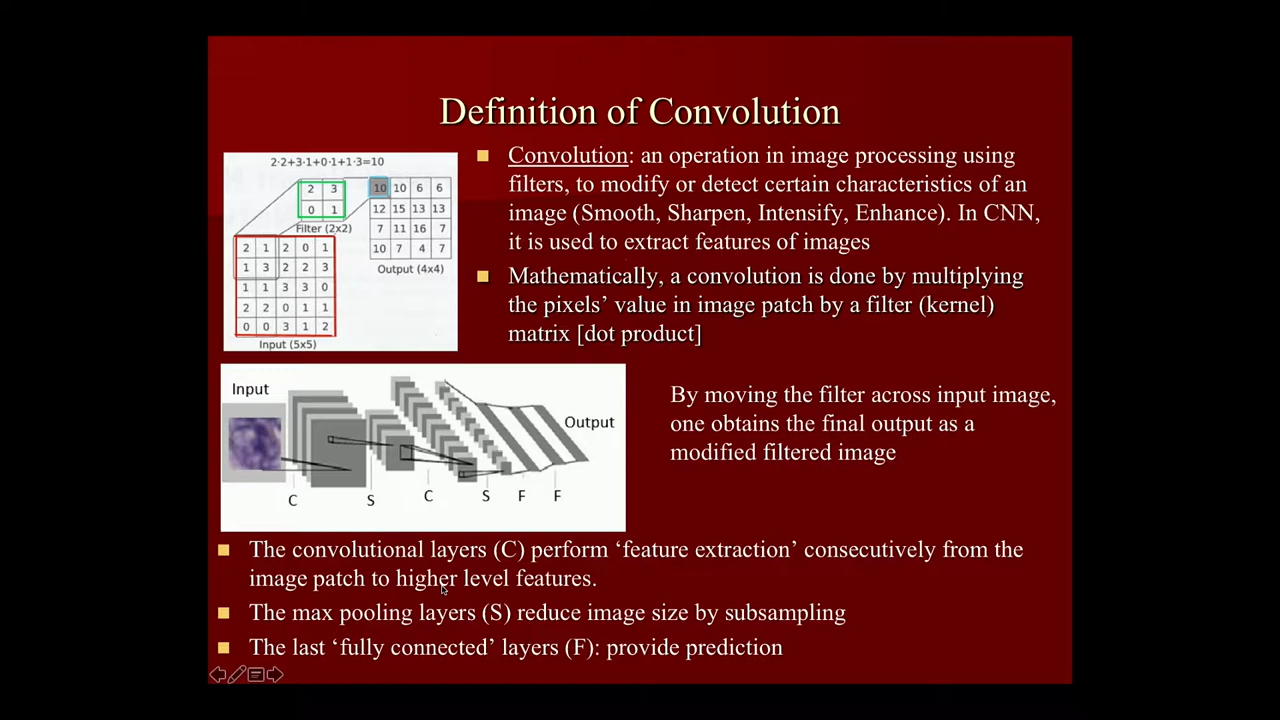 Definition of Convolution
2·2+3·1+0·1+1·3=10
2 3
0 1
Filter (2x2)
10 10 6 6
12 15 13 13
7 11 16 7
10 7 4 7
Output (4x4)
2 1 2 0 1
1 3 2 2 3
1 1 3 3 0
2 2 0 1 1
0 0 3 1 2
Input (5x5)
Convolution: an operation in image processing using
filters, to modify or detect certain characteristics of an
image (Smooth, Sharpen, Intensify, Enhance). In CNN,
it is used to extract features of images
Mathematically, a convolution is done by multiplying
the pixels’ value in image patch by a filter (kernel)
matrix [dot product]
Input
Output
C S C S F F
By moving the filter across input image,
one obtains the final output as a
modified filtered image
The convolutional layers (C) perform ‘feature extraction’ consecutively from the
image patch to higher level features.
The max pooling layers (S) reduce image size by subsampling
The last ‘fully connected’ layers (F): provide prediction